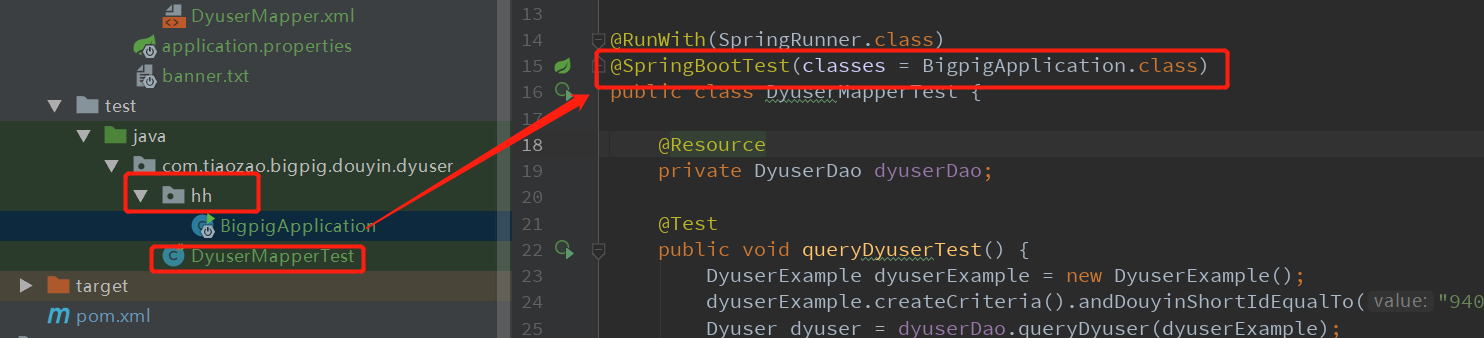 DyuserMapper.xml
application.properties
banner.txt
test
java
com.tiaozao.bigpig.douyin.dyuser
hh
BigpigApplication
DyuserMapperTest
target
pom.xml
13
14 @RunWith(SpringRunner.class)
15 @SpringBootTest(classes = BigpigApplication.class)
16 public class DyuserMapperTest {
17
18 @Resource
19 private DyuserDao dyuserDao;
20
21 @Test
22 public void queryDyuserTest() {
23 DyuserExample dyuserExample = new DyuserExample();
24 dyuserExample.createCriteria().andDouyinShortIdEqualTo( value: "940
25 Dyuser dyuser = dyuserDao.queryDyuser(dyuserExample);